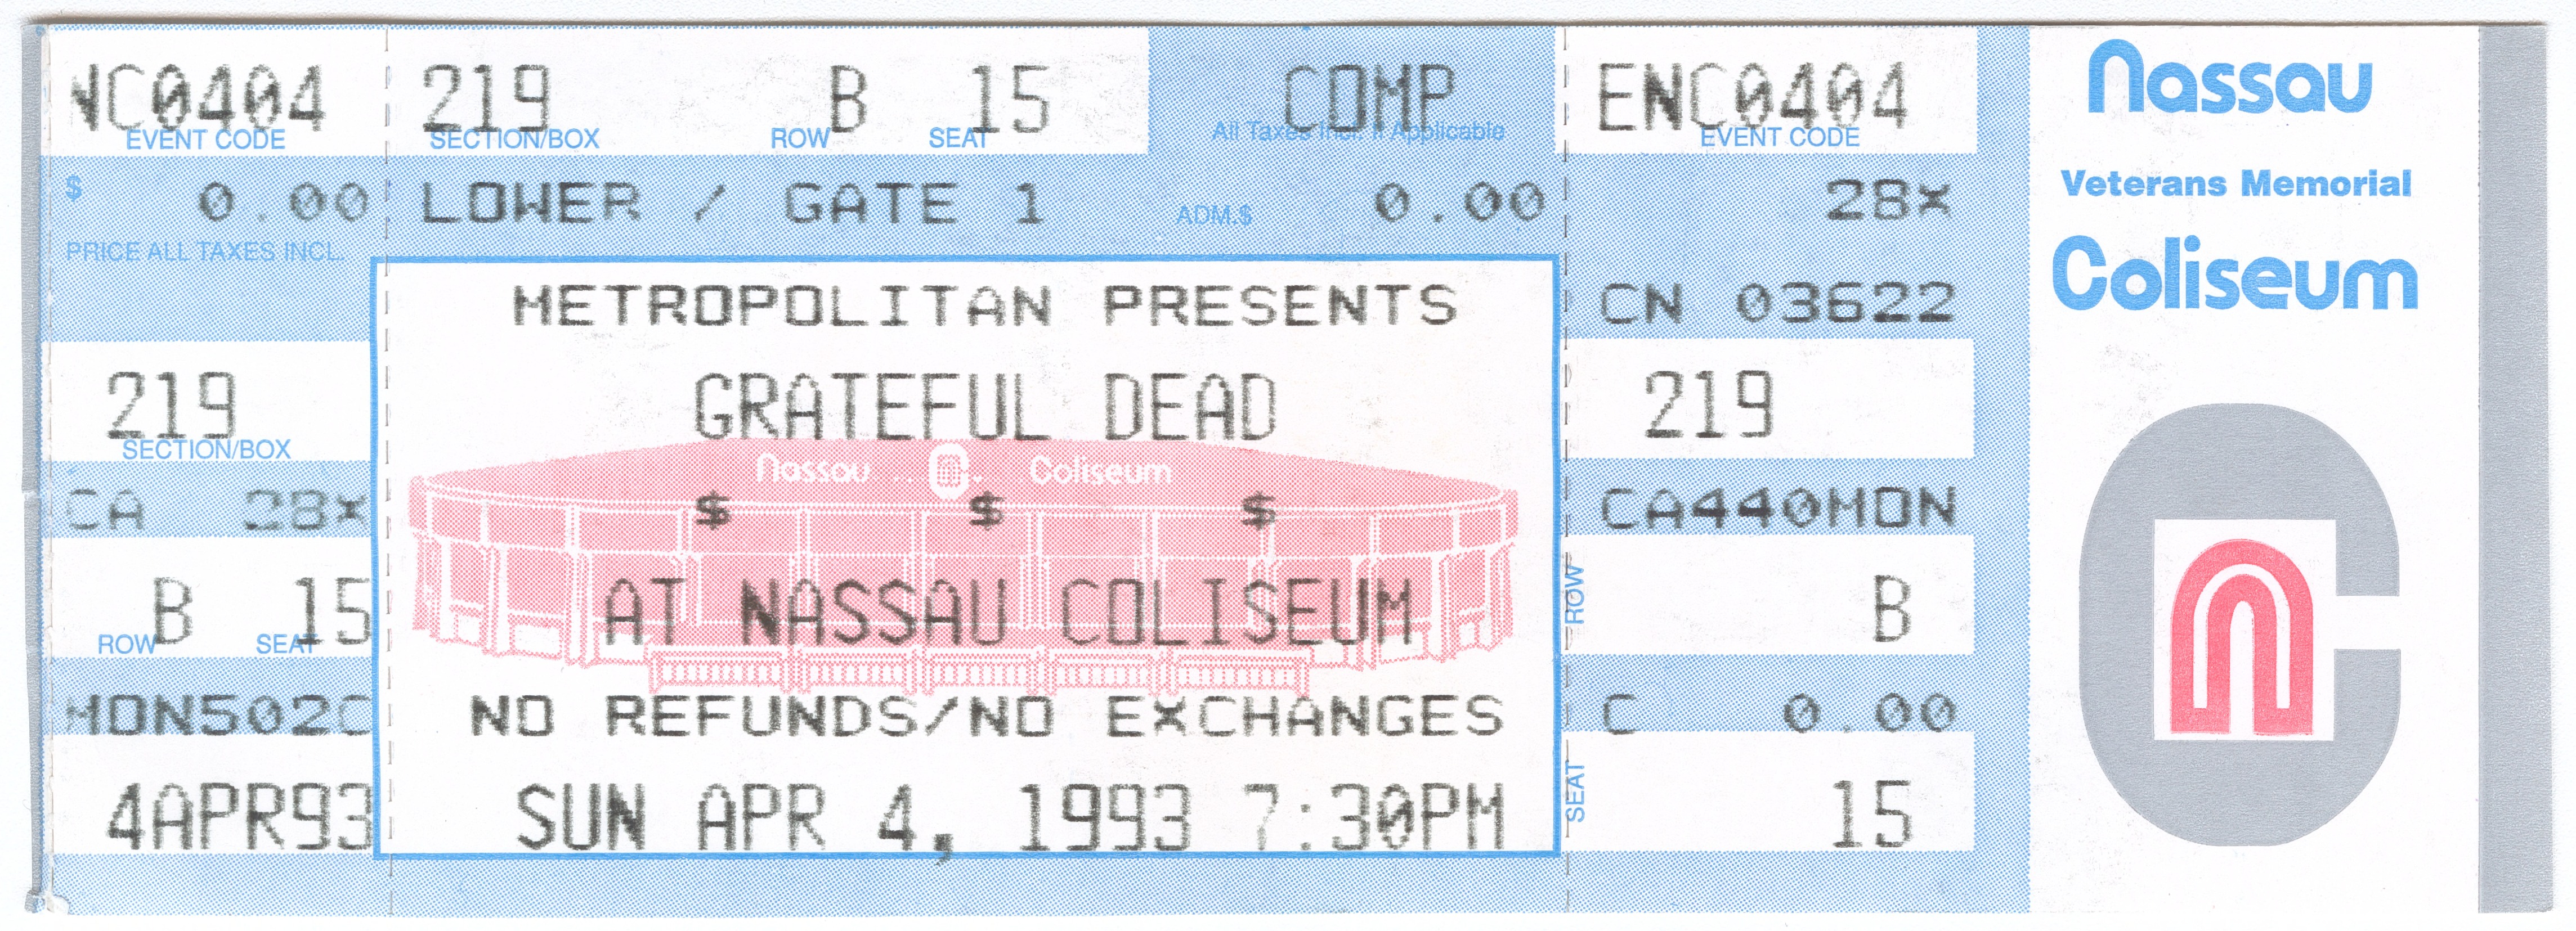 NC0404
EVENT CODE
$ 0.00
PRICE ALL TAXES INCL.
219
SECTION/BOX
CA 28X
B 15
ROW SEAT
MON502C
4APR93
219 B 15 COMP
SECTION/BOX ROW SEAT All Taxes Incl. If Applicable
LOWER / GATE 1 ADM.$ 0.00
METROPOLITAN PRESENTS
GRATEFUL DEAD
Nassau Coliseum
$ $ $
AT NASSAU COLISEUM
NO REFUNDS/NO EXCHANGES
SUN APR 4, 1993 7:30PM
ENC0404
EVENT CODE
28X
CN 03622
219
CA440MON
ROW B
C 0.00
SEAT 15
Nassau
Veterans Memorial
Coliseum